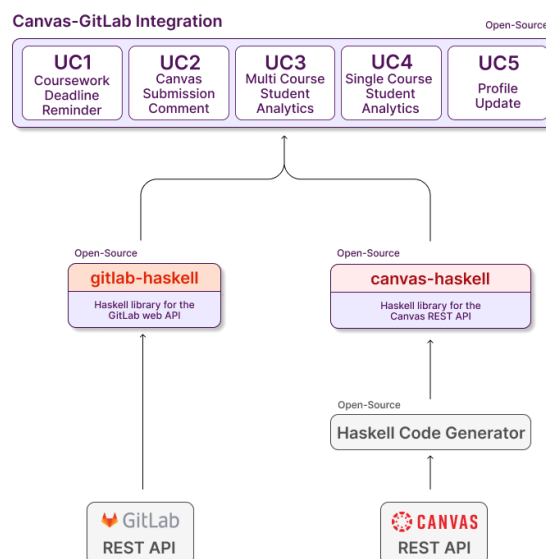 Canvas-GitLab Integration
Open-Source
UC1
Coursework
Deadline
Reminder
UC2
Canvas
Submission
Comment
UC3
Multi Course
Student
Analytics
UC4
Single Course
Student
Analytics
UC5
Profile
Update
Open-Source
gitlab-haskell
Haskell library for the
GitLab web API
Open-Source
canvas-haskell
Haskell library for the
Canvas REST API
Open-Source
Haskell Code Generator
GitLab
REST API
CANVAS
REST API